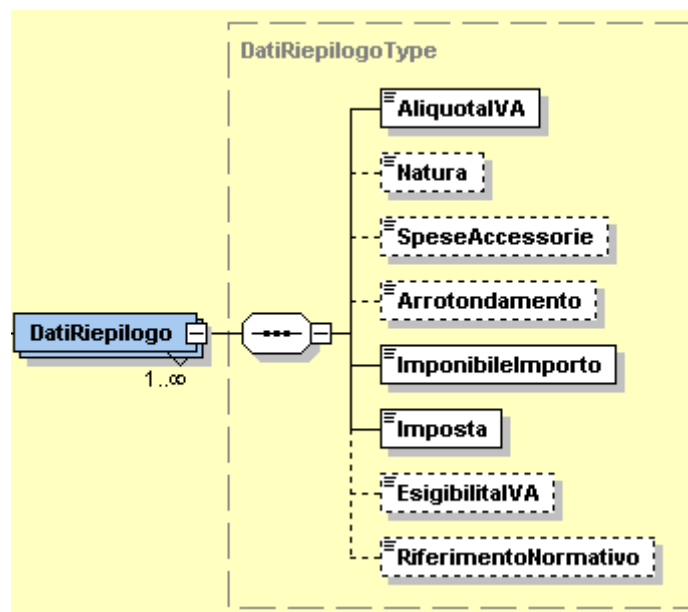 DatiRiepilogoType
AliquotaIVA
Natura
SpeseAccessorie
Arrotondamento
DatiRiepilogo
1..∞
ImponibileImporto
Imposta
EsigibilitaIVA
RiferimentoNormativo